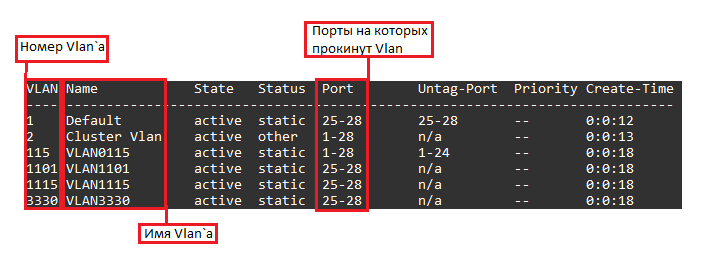 Порты на которых
прокинут Vlan
Номер Vlan`а
VLAN Name State Status Port Untag-Port Priority Create-Time
1 Default active static 25-28 25-28 -- 0:0:12
2 Cluster Vlan active other 1-28 n/a -- 0:0:13
115 VLAN0115 active static 1-28 1-24 -- 0:0:18
1101 VLAN1101 active static 25-28 n/a -- 0:0:18
1115 VLAN1115 active static 25-28 n/a -- 0:0:18
3330 VLAN3330 active static 25-28 n/a -- 0:0:18
Имя Vlan`а